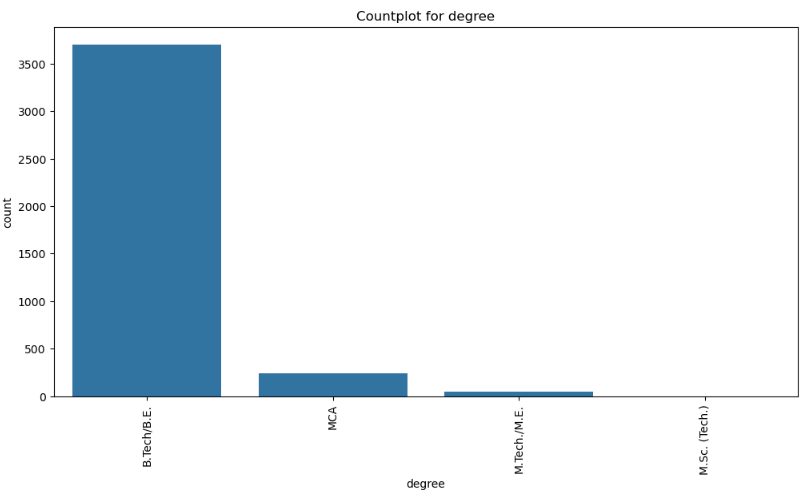 Countplot for degree
3500
3000
2500
2000
1500
1000
500
0
count
B.Tech/B.E.
MCA
M.Tech./M.E.
M.Sc. (Tech.)
degree